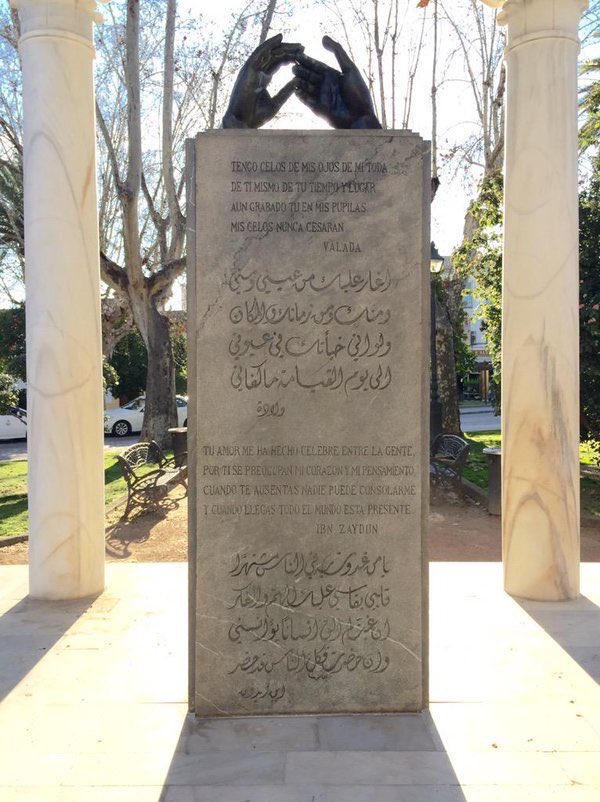 TENGO CELOS DE MIS OJOS DE MI TODA
DE TI MISMO DE TU TIEMPO Y LUGAR
AUN GRABADO TU EN MIS PUPILAS
MIS CELOS NUNCA CESARAN
VALADA
أغار عليك من عيني ومني
ومنك ومن زمانك والمكان
ولو اني خبأتك في عيوني
الى يوم القيامة ما كفاني
ولادة
TU AMOR ME HA HECHO CELEBRE ENTRE LA GENTE,
POR TI SE PREOCUPAN MI CORAZON Y MI PENSAMIENTO
CUANDO TE AUSENTAS NADIE PUEDE CONSOLARME
Y CUANDO LLEGAS TODO EL MUNDO ESTA PRESENTE
IBN ZAYDUN
يا من غدوت به في الناس مشتهرا
قلبي يقاسي عليك الهم والفكر
ان غبت لم الق انسانا يؤانسني
وان حضرت فكل الناس قد حضر
ابن زيدون